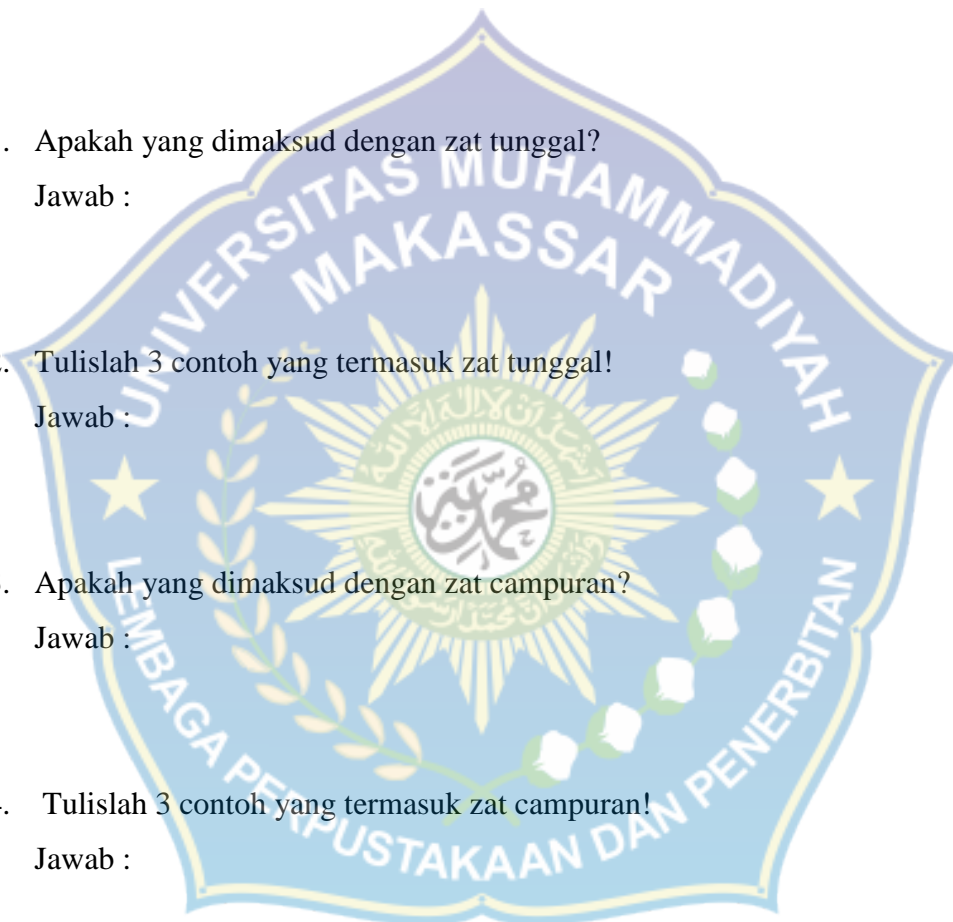 . Apakah yang dimaksud dengan zat tunggal?
Jawab :
. Tulislah 3 contoh yang termasuk zat tunggal!
Jawab :
. Apakah yang dimaksud dengan zat campuran?
Jawab :
. Tulislah 3 contoh yang termasuk zat campuran!
Jawab :
UNIVERSITAS MUHAMMADIYAH
MAKASSAR
LEMBAGA PERPUSTAKAAN DAN PENERBITAN